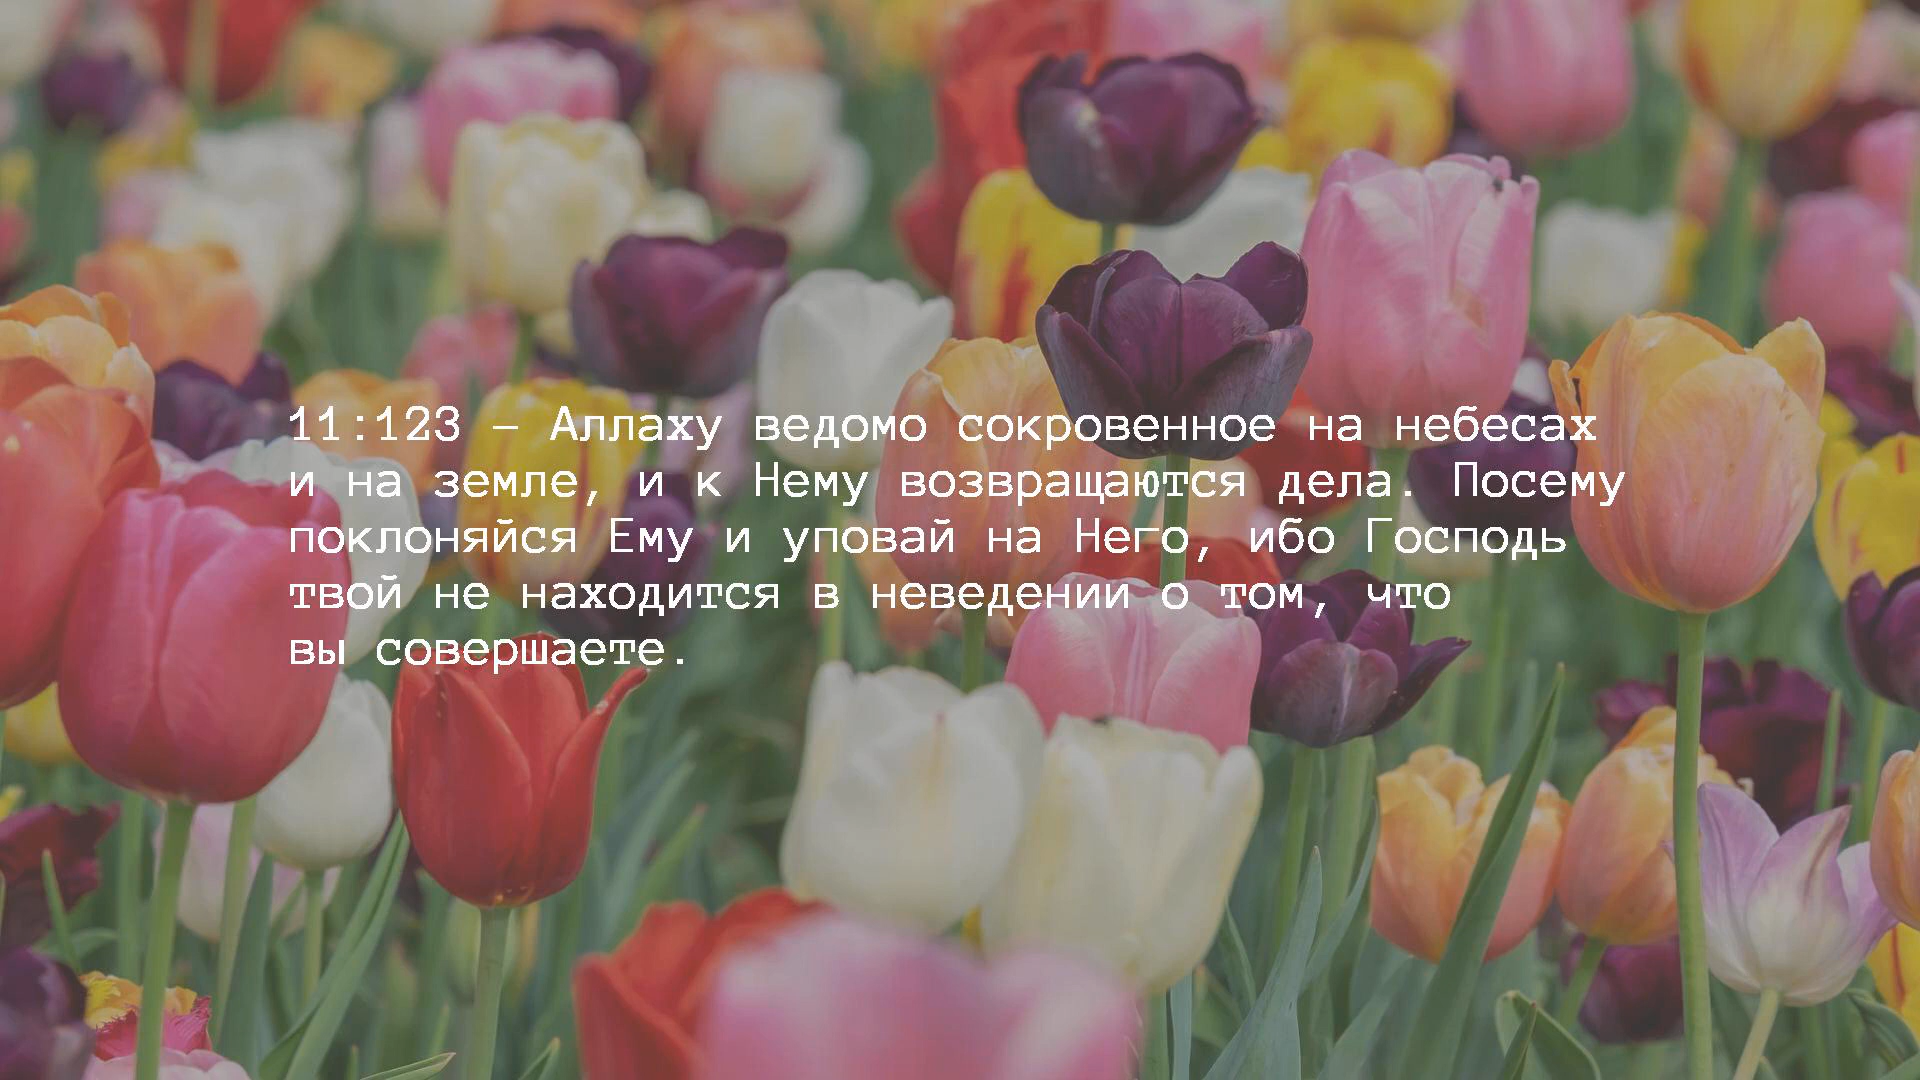 11:123 – Аллаху ведомо сокровенное на небесах
и на земле, и к Нему возвращаются дела. Посему
поклоняйся Ему и уповай на Него, ибо Господь
твой не находится в неведении о том, что
вы совершаете.